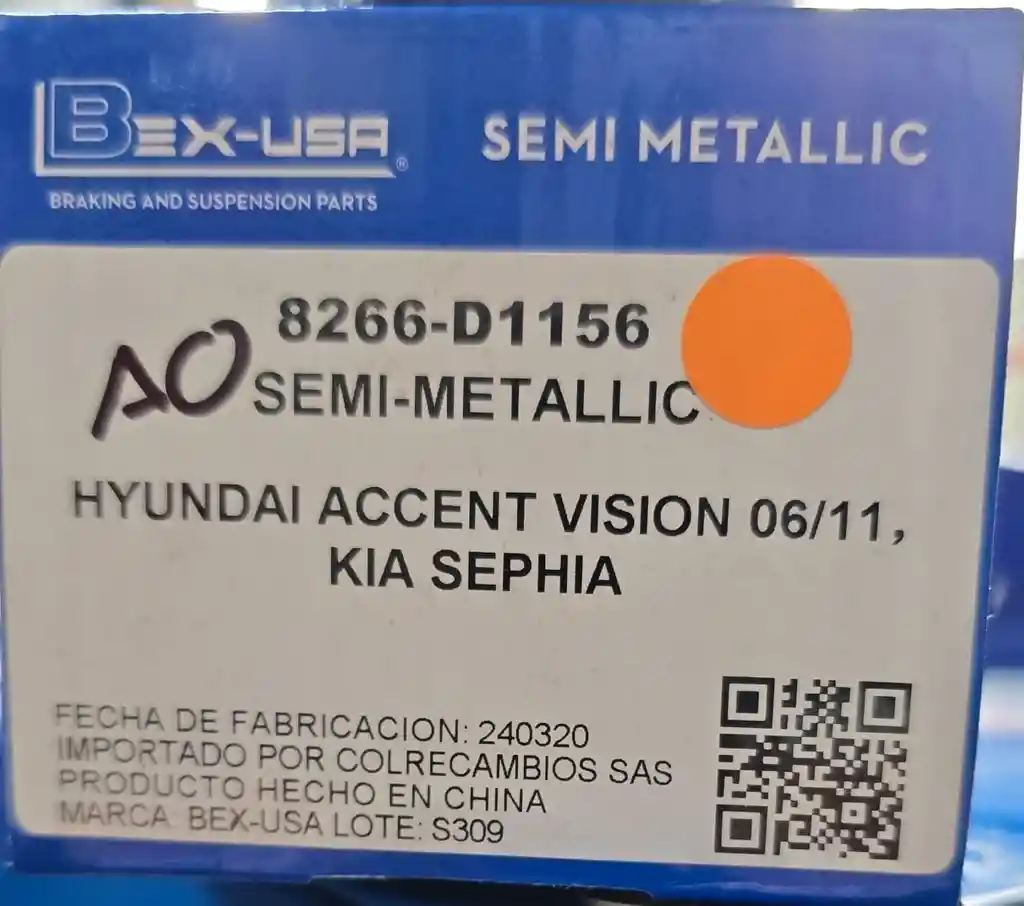 BEX-USA®
SEMI METALLIC
BRAKING AND SUSPENSION PARTS
8266-D1156
AO
SEMI-METALLIC
HYUNDAI ACCENT VISION 06/11,
KIA SEPHIA
FECHA DE FABRICACION: 240320
IMPORTADO POR COLRECAMBIOS SAS
PRODUCTO HECHO EN CHINA
MARCA: BEX-USA LOTE: S309